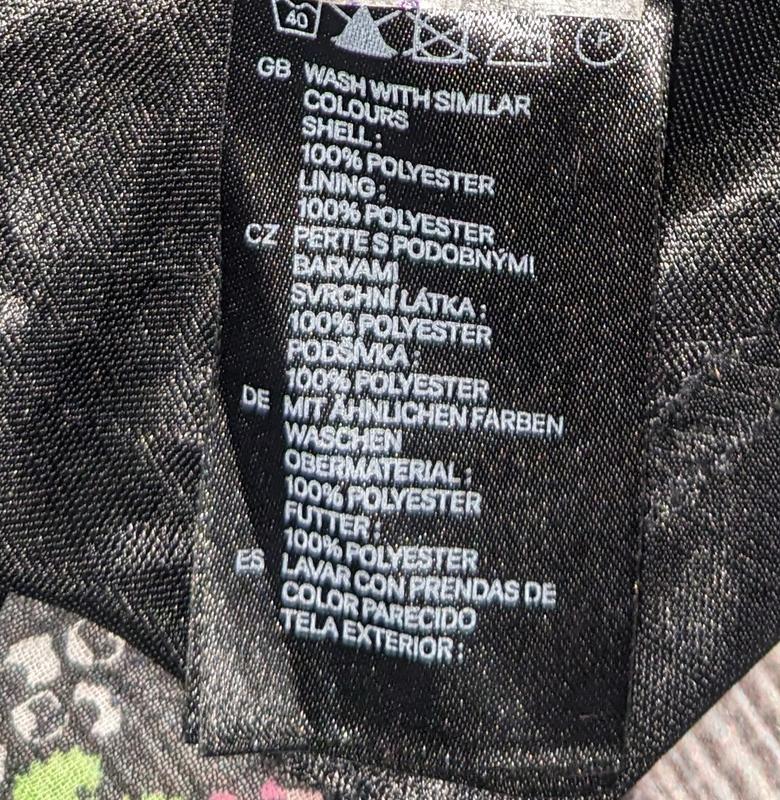 40
P
GB WASH WITH SIMILAR
COLOURS
SHELL :
100% POLYESTER
LINING :
100% POLYESTER
CZ PERTE S PODOBNÝMI
BARVAMI
SVRCHNÍ LÁTKA :
100% POLYESTER
PODŠÍVKA :
100% POLYESTER
DE MIT ÄHNLICHEN FARBEN
WASCHEN
OBERMATERIAL :
100% POLYESTER
FUTTER :
100% POLYESTER
ES LAVAR CON PRENDAS DE
COLOR PARECIDO
TELA EXTERIOR :